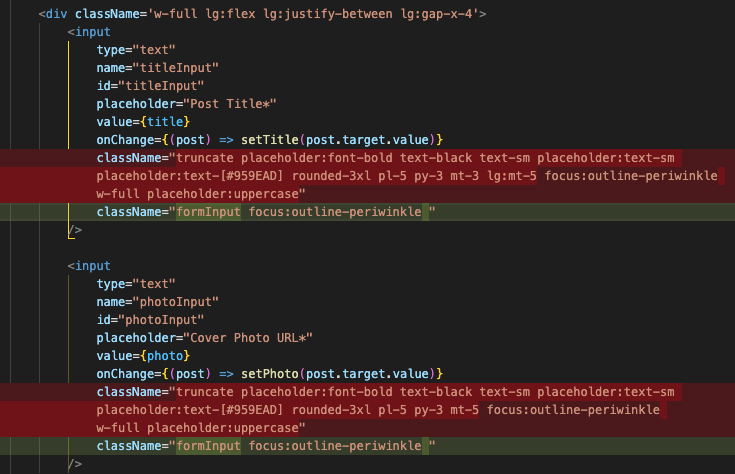 <div className='w-full lg:flex lg:justify-between lg:gap-x-4'>
<input
type="text"
name="titleInput"
id="titleInput"
placeholder="Post Title*"
value={title}
onChange={(post) => setTitle(post.target.value)}
className="truncate placeholder:font-bold text-black text-sm placeholder:text-sm
placeholder:text-[#959EAD] rounded-3xl pl-5 py-3 mt-3 lg:mt-5 focus:outline-periwinkle
w-full placeholder:uppercase"
className="formInput focus:outline-periwinkle "
/>
<input
type="text"
name="photoInput"
id="photoInput"
placeholder="Cover Photo URL*"
value={photo}
onChange={(post) => setPhoto(post.target.value)}
className="truncate placeholder:font-bold text-black text-sm placeholder:text-sm
placeholder:text-[#959EAD] rounded-3xl pl-5 py-3 mt-5 focus:outline-periwinkle
w-full placeholder:uppercase"
className="formInput focus:outline-periwinkle "
/>